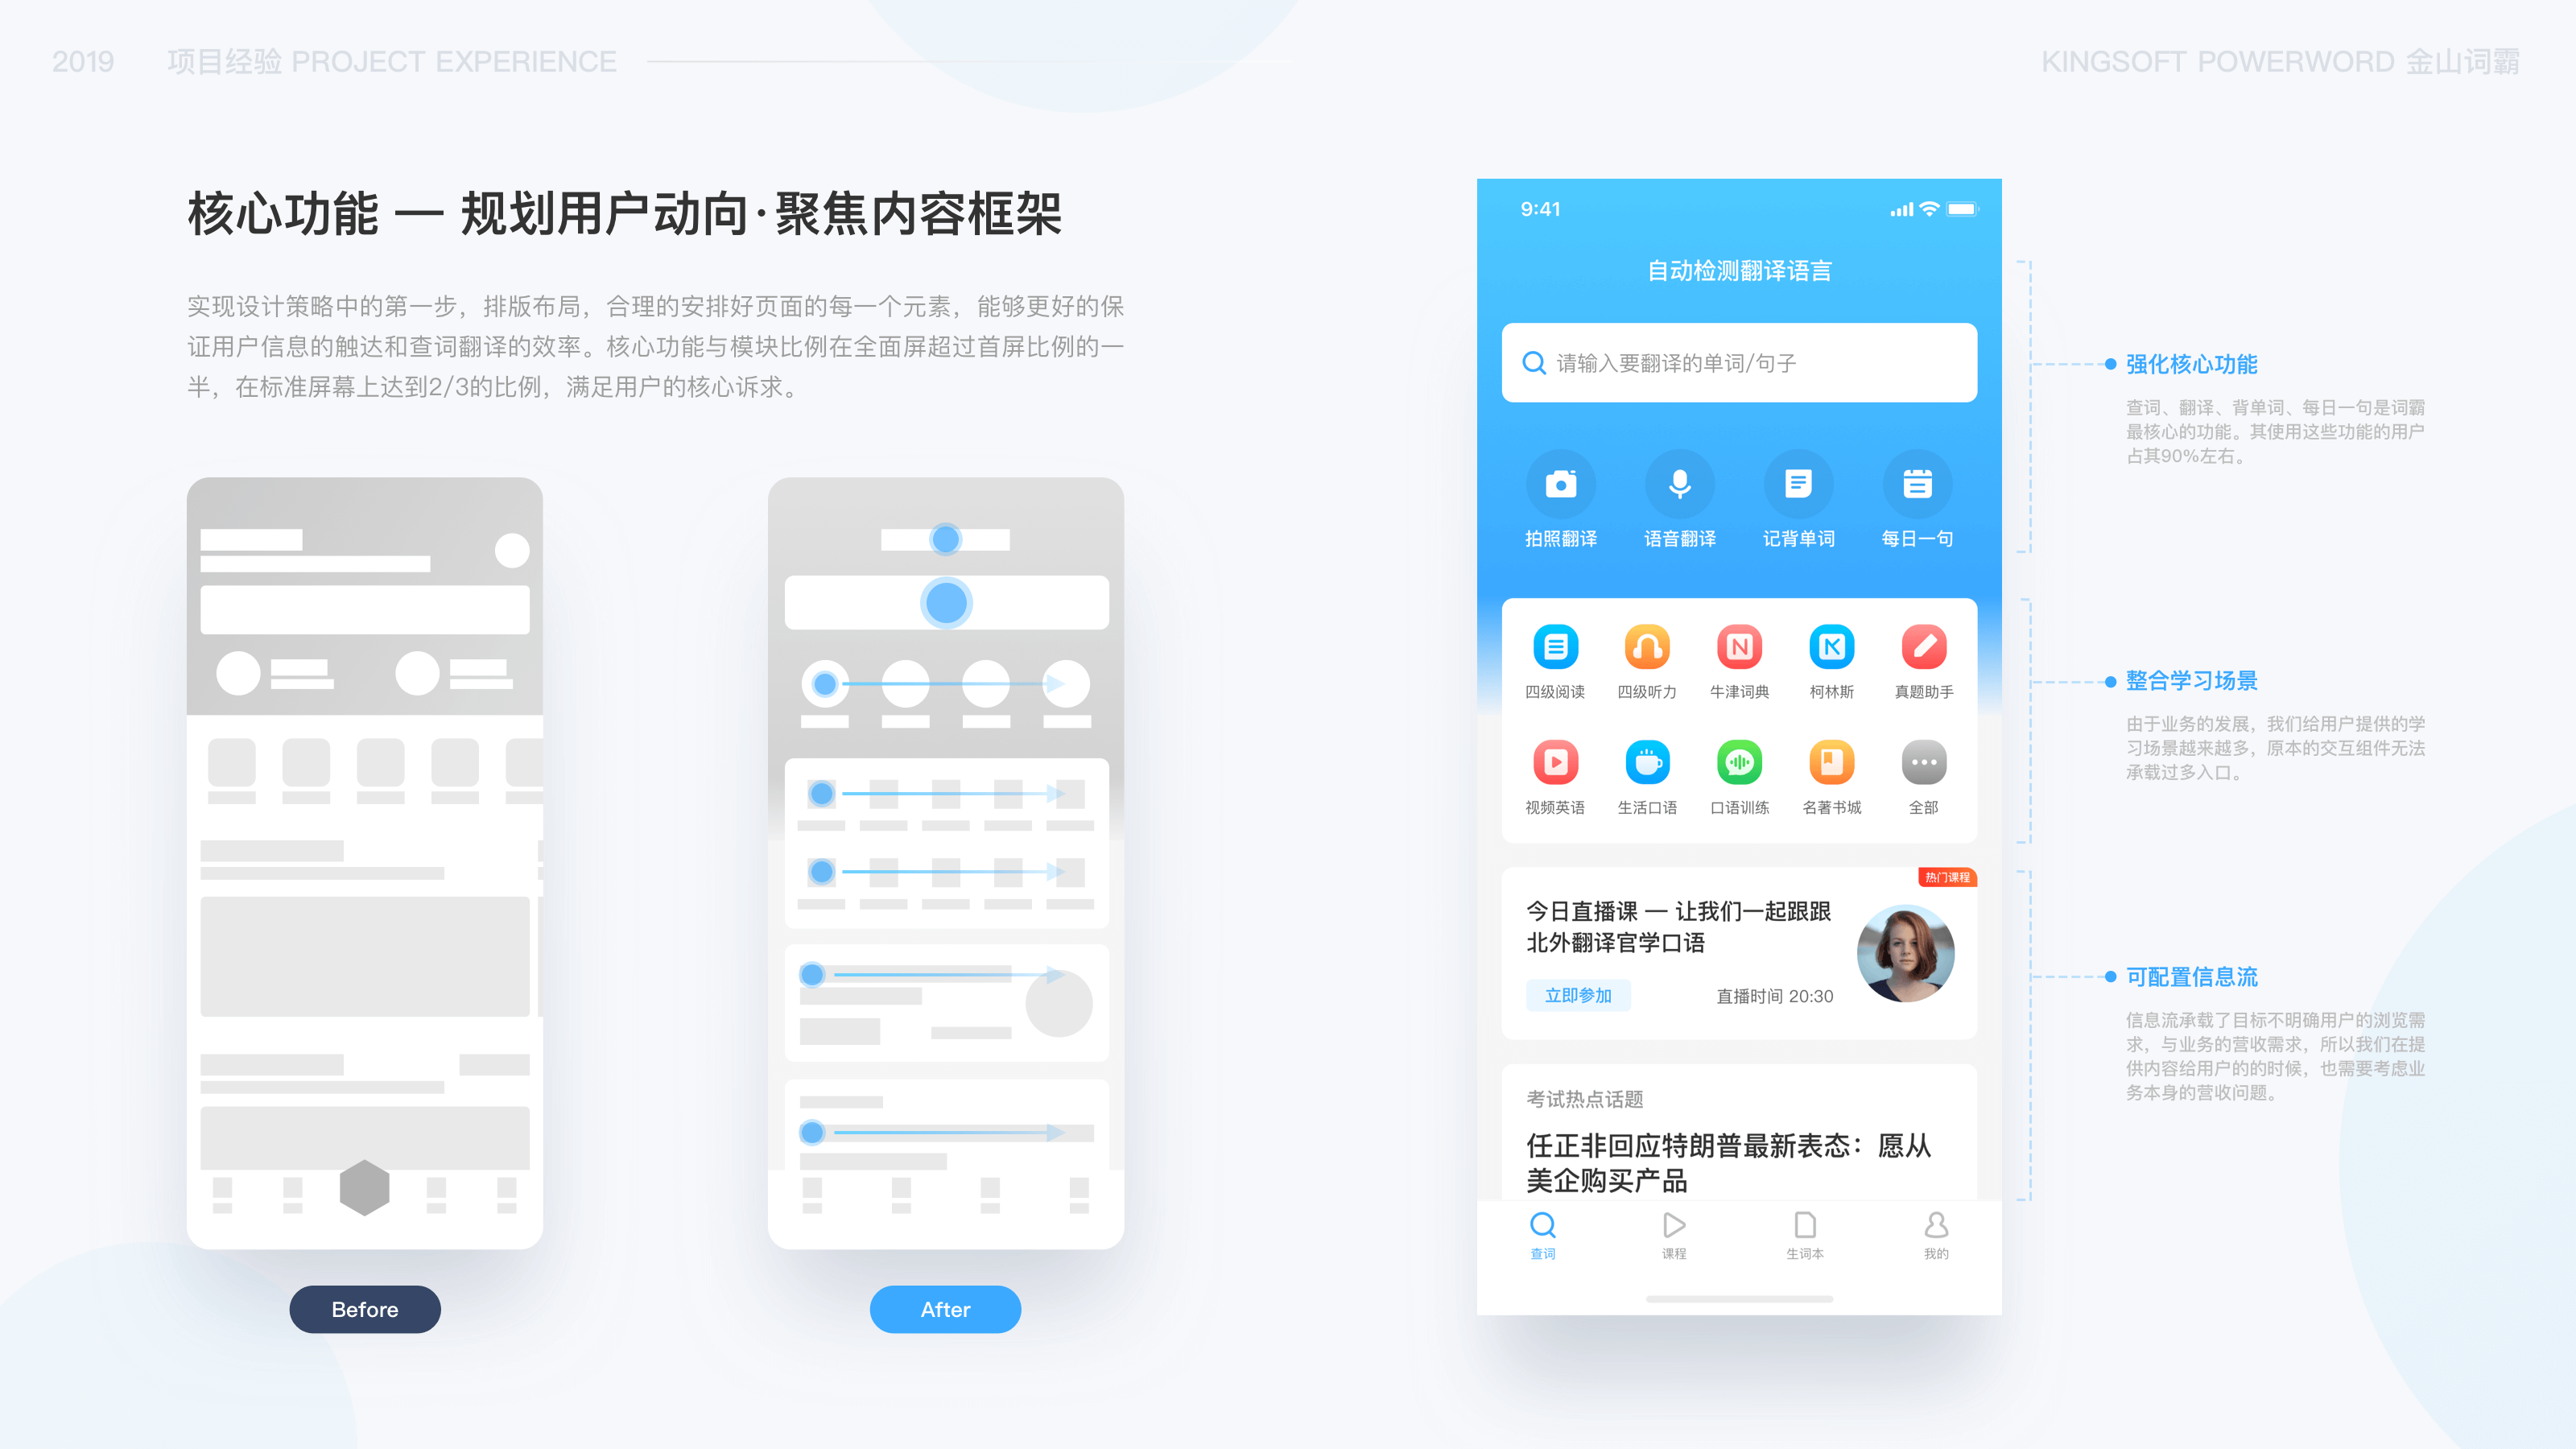 2019
项目经验 PROJECT EXPERIENCE
KINGSOFT POWERWORD 金山词霸
核心功能 — 规划用户动向·聚焦内容框架
实现设计策略中的第一步，排版布局，合理的安排好页面的每一个元素，能够更好的保
证用户信息的触达和查词翻译的效率。核心功能与模块比例在全面屏超过首屏比例的一
半，在标准屏幕上达到2/3的比例，满足用户的核心诉求。
Before
After
9:41
自动检测翻译语言
请输入要翻译的单词/句子
拍照翻译
语音翻译
记背单词
每日一句
四级阅读
四级听力
牛津词典
柯林斯
真题助手
视频英语
生活口语
口语训练
名著书城
全部
热门课程
今日直播课 — 让我们一起跟跟
北外翻译官学口语
立即参加
直播时间 20:30
考试热点话题
任正非回应特朗普最新表态：愿从
美企购买产品
查词
课程
生词本
我的
强化核心功能
查词、翻译、背单词、每日一句是词霸
最核心的功能。其使用这些功能的用户
占其90%左右。
整合学习场景
由于业务的发展，我们给用户提供的学
习场景越来越多，原本的交互组件无法
承载过多入口。
可配置信息流
信息流承载了目标不明确用户的浏览需
求，与业务的营收需求，所以我们在提
供内容给用户的的时候，也需要考虑业
务本身的营收问题。